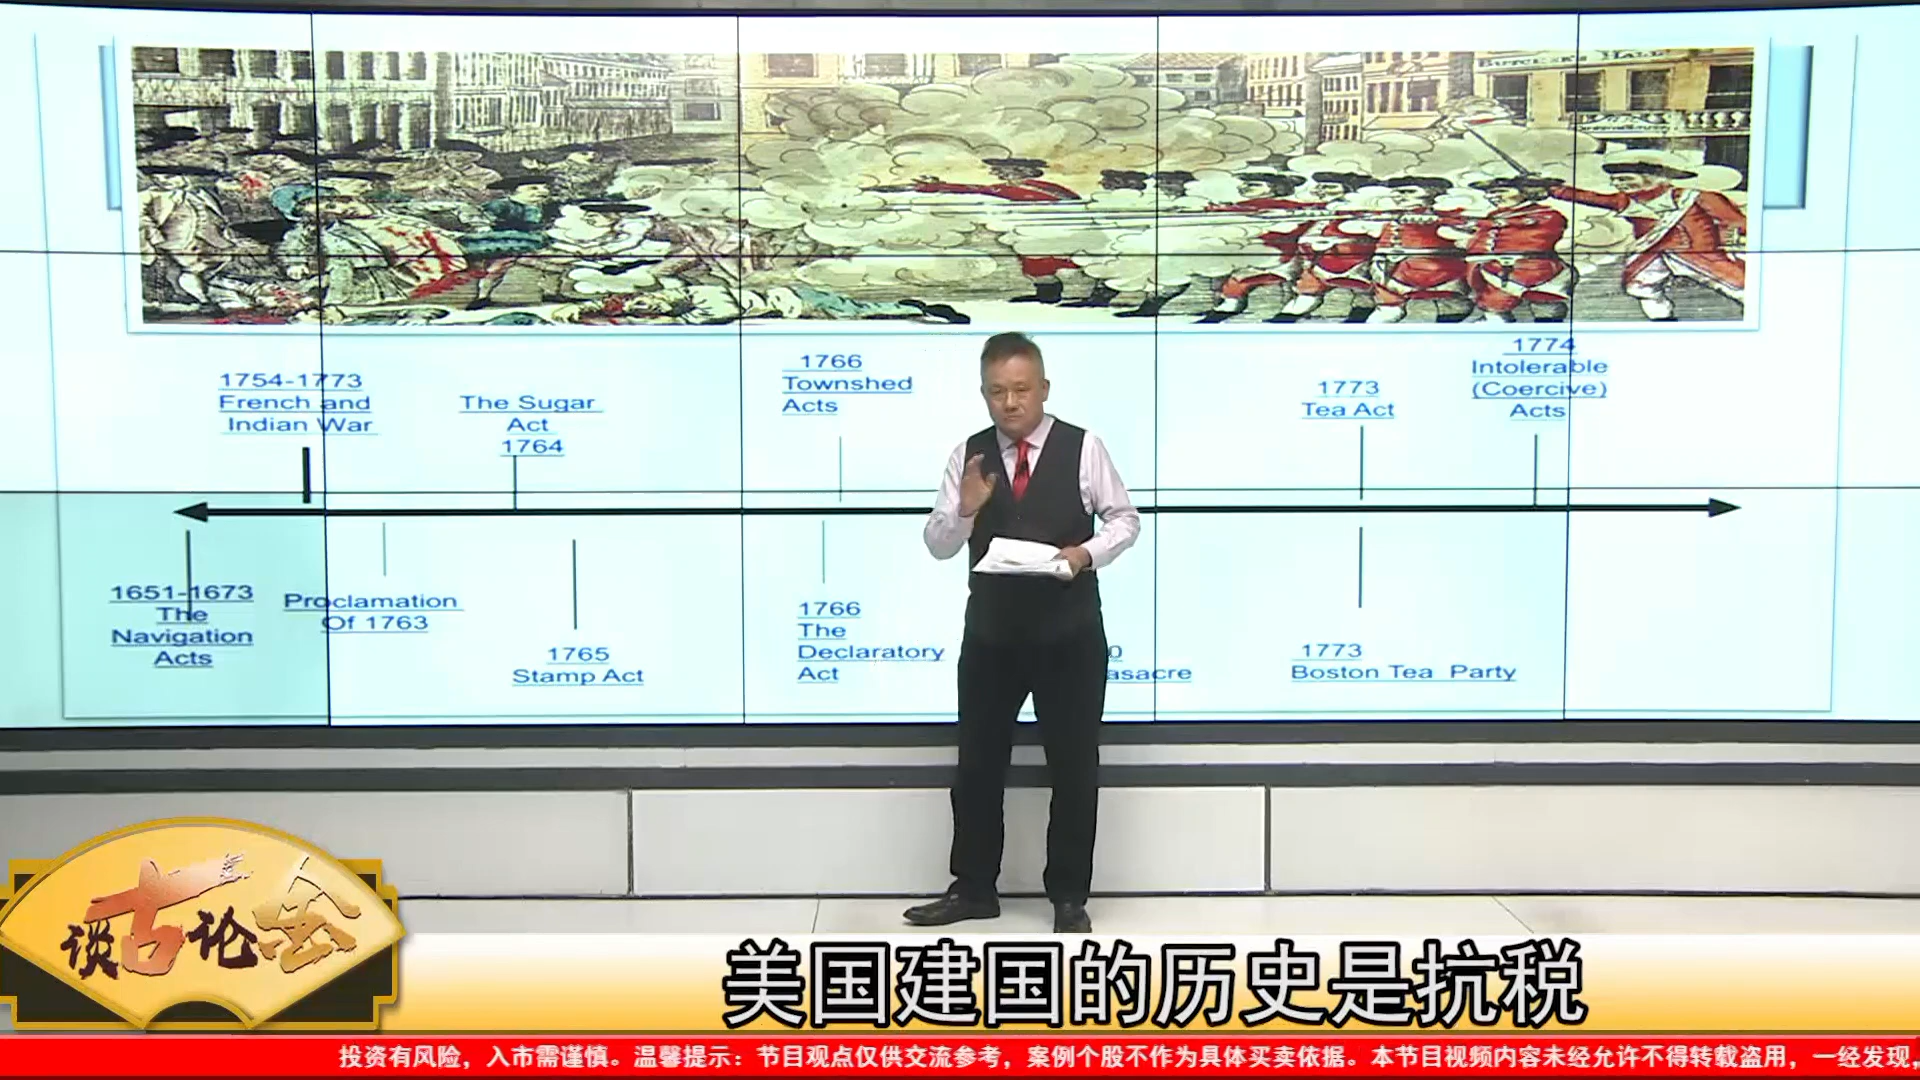 BUTCHER'S HALL
1754-1773
French and
Indian War
The Sugar
Act
1764
1766
Townshed
Acts
1773
Tea Act
1774
Intolerable
(Coercive)
Acts
1651-1673
The
Navigation
Acts
Proclamation
Of 1763
1765
Stamp Act
1766
The
Declaratory
Act
0
asacre
1773
Boston Tea Party
谈古论金
美国建国的历史是抗税
投资有风险，入市需谨慎。温馨提示：节目观点仅供交流参考，案例个股不作为具体买卖依据。本节目视频内容未经允许不得转载盗用，一经发现，